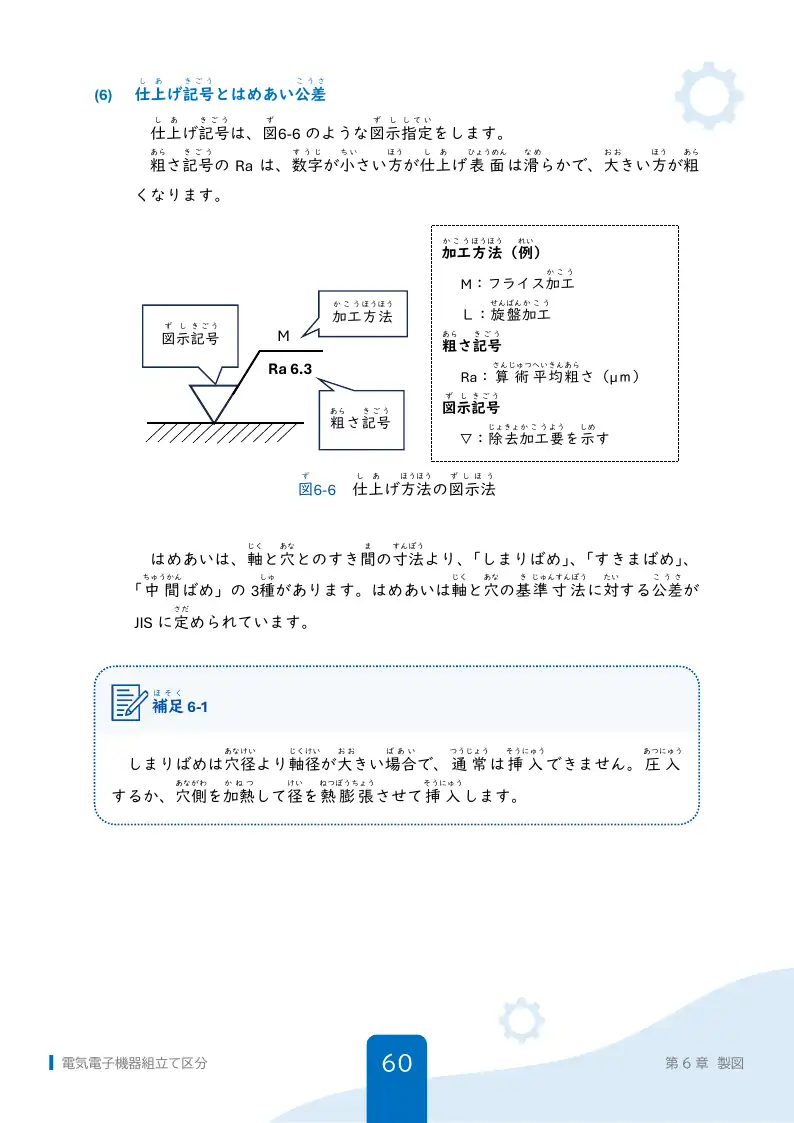 (6) 仕上げ記号とはめあい公差
仕上げ記号は、図6-6 のような図示指定をします。
粗さ記号の Ra は、数字が小さい方が仕上げ表面は滑らかで、大きい方が粗
くなります。
図示記号
加工方法
M
Ra 6.3
粗さ記号
加工方法（例）
M：フライス加工
L：旋盤加工
粗さ記号
Ra：算術平均粗さ（μm）
図示記号
▽：除去加工要を示す
図6-6 仕上げ方法の図示法
はめあいは、軸と穴とのすき間の寸法より、「しまりばめ」、「すきまばめ」、
「中間ばめ」の 3種があります。はめあいは軸と穴の基準寸法に対する公差が
JIS に定められています。
補足 6-1
しまりばめは穴径より軸径が大きい場合で、通常は挿入できません。圧入
するか、穴側を加熱して径を熱膨張させて挿入します。
電気電子機器組立て区分
60
第 6 章 製図